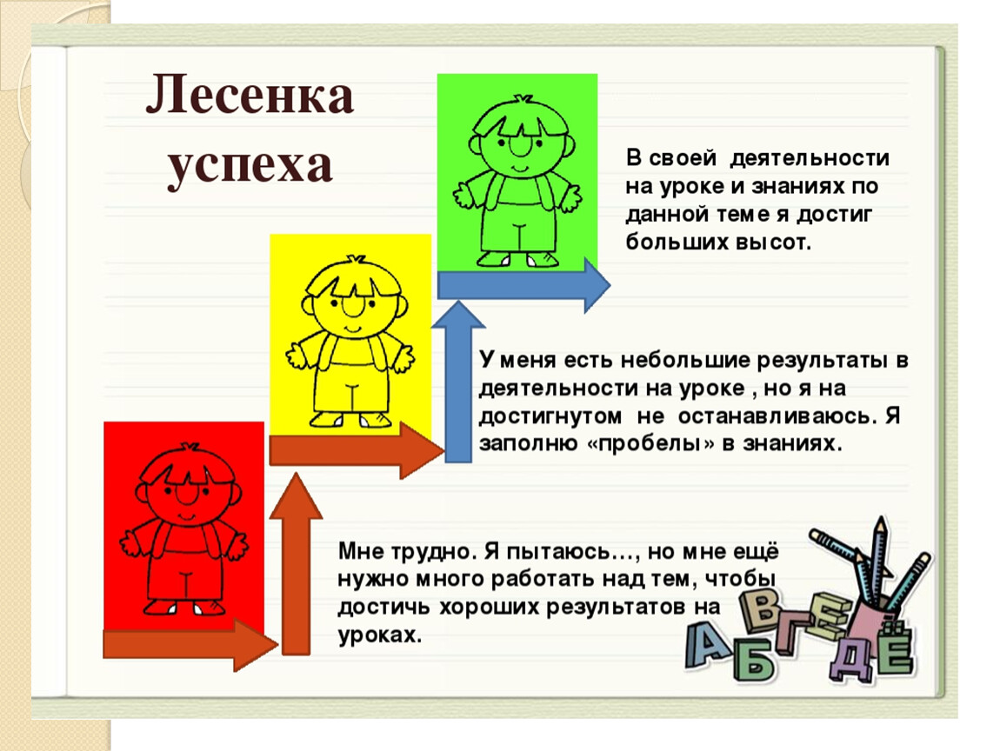 Лесенка
успеха
В своей деятельности
на уроке и знаниях по
данной теме я достиг
больших высот.
У меня есть небольшие результаты в
деятельности на уроке , но я на
достигнутом не останавливаюсь. Я
заполню «пробелы» в знаниях.
Мне трудно. Я пытаюсь…, но мне ещё
нужно много работать над тем, чтобы
достичь хороших результатов на
уроках.
А Б В Г Д Е Ё